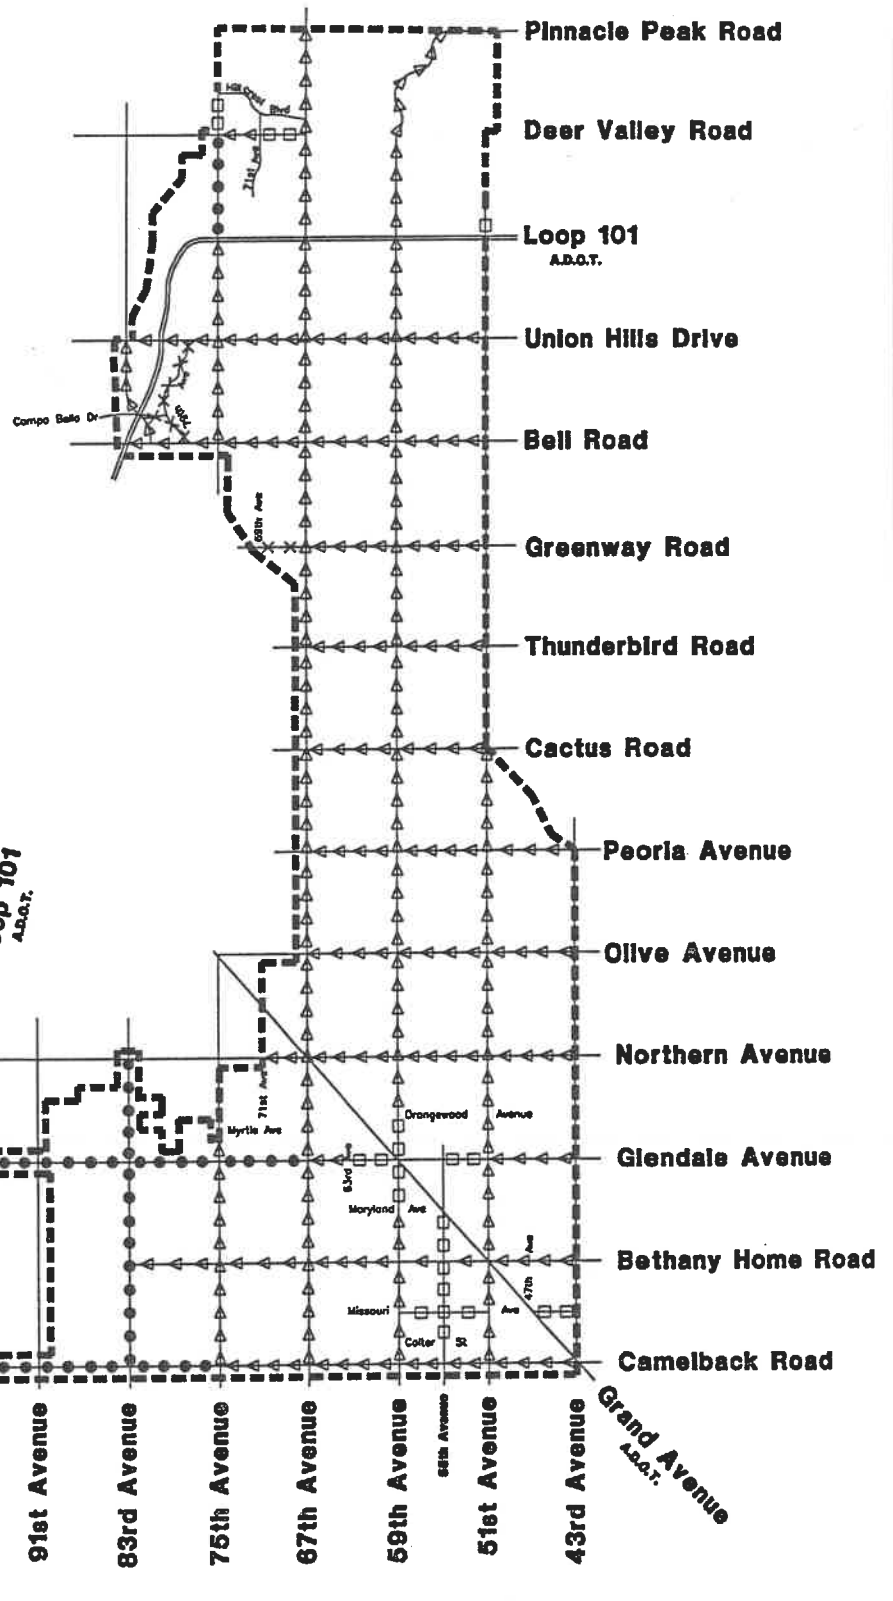 Pinnacle Peak Road
Hill Crest Blvd.
Deer Valley Road
71st Ave
Loop 101
A.D.O.T.
Union Hills Drive
Ave
78th
Campo Bello Dr
Bell Road
69th Ave
Greenway Road
Thunderbird Road
Cactus Road
Peoria Avenue
101
A.D.O.T.
Olive Avenue
Northern Avenue
71st Ave
Orangewood Avenue
Myrtle Ave
Glendale Avenue
63rd
Maryland Ave
Ave
Bethany Home Road
47th
Missouri Ave
Colter St
Camelback Road
Grand Avenue
A.D.O.T.
91st Avenue
83rd Avenue
75th Avenue
67th Avenue
59th Avenue
Avenue
51st Avenue
43rd Avenue